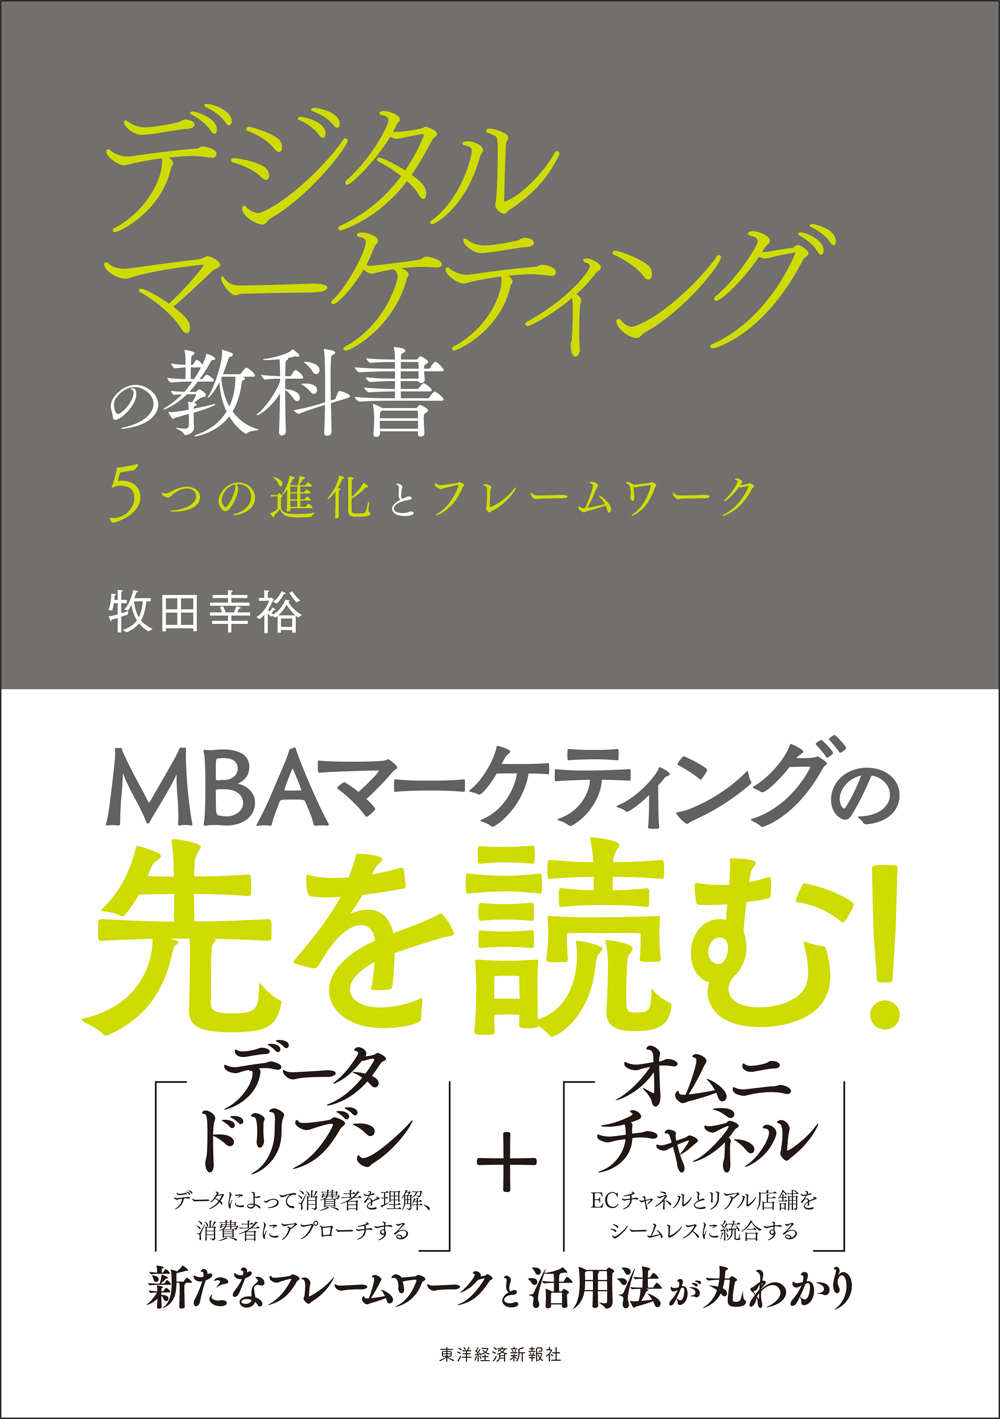 デジタル
マーケティング
の教科書
5つの進化とフレームワーク
牧田幸裕
MBAマーケティングの
先を読む!
データ
ドリブン
データによって消費者を理解、
消費者にアプローチする
+
オムニ
チャネル
ECチャネルとリアル店舗を
シームレスに統合する
新たなフレームワークと活用法が丸わかり
東洋経済新報社